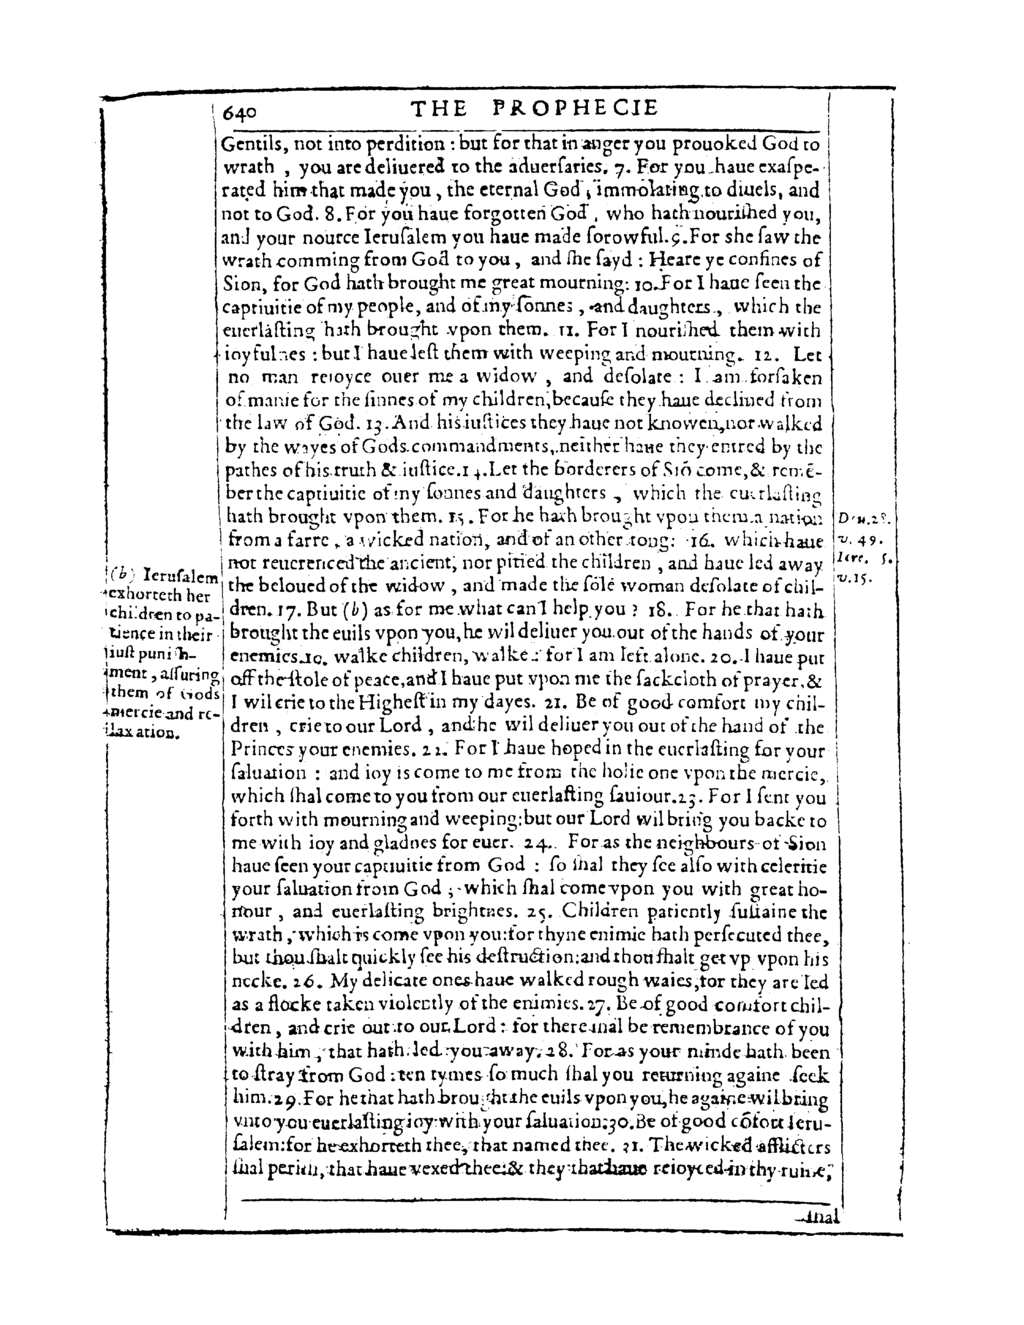 640 THE PROPHECIE
Gentils, not into perdition : but for that in anger you prouoked God to
wrath , you are deliuered to the aduerſaries. 7. For you haue exaſpe-
rated him that made you , the eternal God , immolating to diuels, and
not to God. 8. For you haue forgotten God , who hath nouriſhed you,
and your nource Ieruſalem you haue made ſorowful. 9. For ſhe ſaw the
wrath comming from God to you , and ſhe ſayd : Heare ye confines of
Sion, for God hath brought me great mourning: 10. For I haue ſeen the
captiuitie of my people, and of my ſonnes , and daughters , which the
euerlaſting hath brought vpon them. 11. For I nouriſhed them with
ioyfulnes : but I haue left them with weeping and mourning. 12. Let
no man reioyce ouer me a widow , and deſolate : I am forſaken
of manie for the ſinnes of my children, becauſe they haue declined from
the law of God. 13. And his iuſtices they haue not knowen, nor walked
by the wayes of Gods commandments, neither haue they entred by the
pathes of his truth & iuſtice. 14. Let the borderers of Siō come, & remē-
ber the captiuitie of my ſonnes and daughters , which the euerlaſting
hath brought vpon them. 15. For he hath brought vpon them a nation
from a farre , a wicked nation, and of an other tong: 16. which haue
not reuerenced the ancient, nor pitied the children , and haue led away
the beloued of the widow , and made the ſole woman deſolate of chil-
dren. 17. But (b) as for me what can I help you ? 18. For he that hath
brought the euils vpon you, he wil deliuer you out of the hands of your
enemies. 19. walke children, walke : for I am left alone. 20. I haue put
off the ſtole of peace, and I haue put vpon me the ſackcloth of prayer, &
I wil crie to the Higheſt in my dayes. 21. Be of good comfort my chil-
dren , crie to our Lord , and he wil deliuer you out of the hand of the
Princes your enemies. 22. For I haue hoped in the euerlaſting for your
ſaluation : and ioy is come to me from the holie one vpon the mercie,
which ſhal come to you from our euerlaſting ſauiour. 23. For I ſent you
forth with mourning and weeping: but our Lord wil bring you backe to
me with ioy and gladnes for euer. 24. For as the neighbours of Sion
haue ſeen your captiuitie from God : ſo ſhal they ſee alſo with celeritie
your ſaluation from God ; which ſhal come vpon you with great ho-
nour , and euerlaſting brightnes. 25. Children patiently ſuſtaine the
wrath , which is come vpon you: for thyne enimie hath perſecuted thee,
but thou ſhalt quickly ſee his deſtruction: and thou ſhalt get vp vpon his
necke. 26. My delicate ones haue walked rough waies, for they are led
as a flocke taken violently of the enimies. 27. Be of good comfort chil-
dren , and crie out to our Lord : for there ſhal be remembrance of you
with him , that hath led you away. 28. For as your minde hath been
to ſtray from God : ten tymes ſo much ſhal you returning againe ſeek
him. 29. For he that hath brought the euils vpon you, he againe wil bring
vnto you euerlaſting ioy with your ſaluation: 30. Be of good cōfort Ieru-
ſalem: for he exhorteth thee, that named thee. 31. The wicked afflicters
ſhal periſh, that haue vexed thee: & they that haue reioyced in thy ruine,
ſhal
(b) Ieruſalem
exhorteth her
children to pa-
tience in their
iuſt puniſh-
ment , aſſuring
them of Gods
mercie and re-
laxation.
Deu. 28.
v. 49.
Iere. 5.
v. 15.